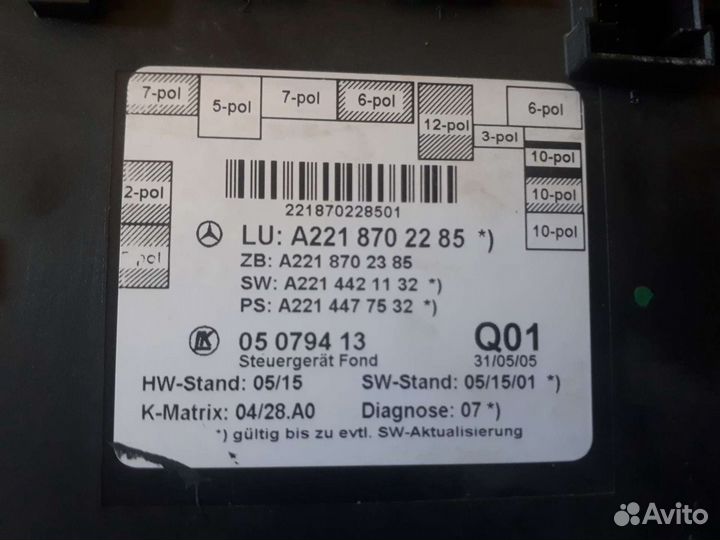 7-pol
5-pol
7-pol
6-pol
12-pol
3-pol
6-pol
10-pol
2-pol
10-pol
10-pol
pol
221870228501
LU: A221 870 22 85 *)
ZB: A221 870 23 85
SW: A221 442 11 32 *)
PS: A221 447 75 32 *)
05 0794 13
Q01
Steuergerät Fond
31/05/05
HW-Stand: 05/15
SW-Stand: 05/15/01 *)
K-Matrix: 04/28.A0
Diagnose: 07 *)
*) gültig bis zu evtl. SW-Aktualisierung
Avito